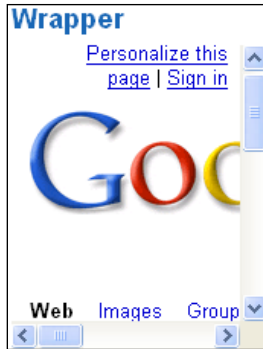 Wrapper
Personalize this
page | Sign in
Goo
Web Images Group